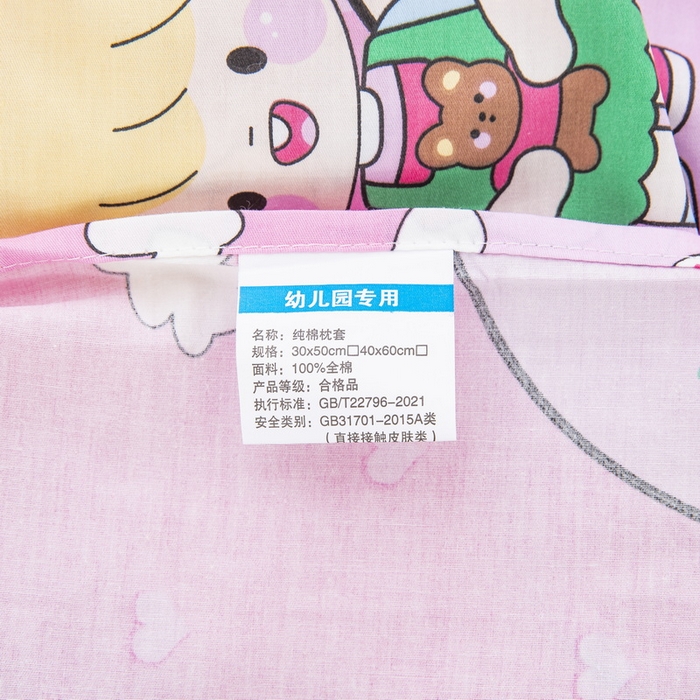 幼儿园专用
名称：纯棉枕套
规格：30x50cm□40x60cm□
面料：100%全棉
产品等级：合格品
执行标准：GB/T22796-2021
安全类别：GB31701-2015A类
（直接接触皮肤类）